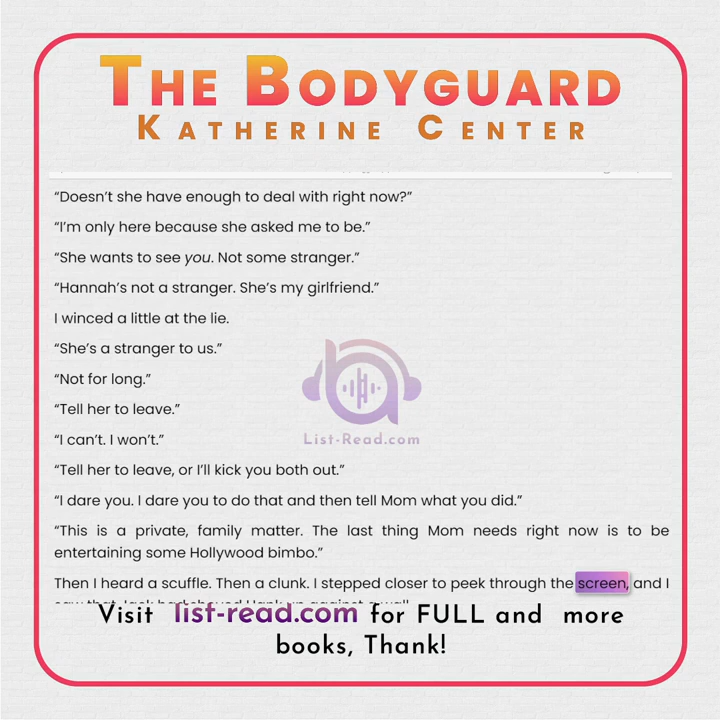 THE BODYGUARD
KATHERINE CENTER
“Doesn’t she have enough to deal with right now?”
“I’m only here because she asked me to be.”
“She wants to see you. Not some stranger.”
“Hannah’s not a stranger. She’s my girlfriend.”
I winced a little at the lie.
“She’s a stranger to us.”
“Not for long.”
“Tell her to leave.”
“I can’t. I won’t.”
“Tell her to leave, or I’ll kick you both out.”
“I dare you. I dare you to do that and then tell Mom what you did.”
“This is a private, family matter. The last thing Mom needs right now is to be
entertaining some Hollywood bimbo.”
Then I heard a scuffle. Then a clunk. I stepped closer to peek through the screen, and I
List-Read.com
Visit list-read.com for FULL and more
books, Thank!